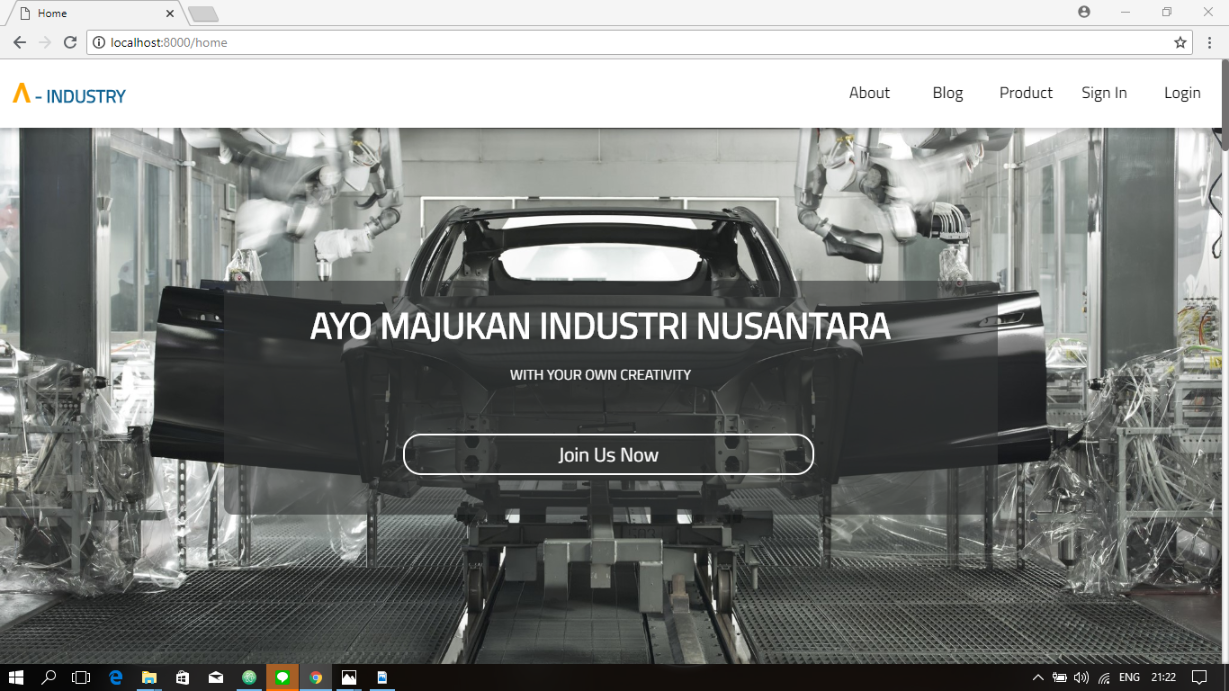 Home
localhost:8000/home
Λ - INDUSTRY
About Blog Product Sign In Login
AYO MAJUKAN INDUSTRI NUSANTARA
WITH YOUR OWN CREATIVITY
Join Us Now
ENG 21:22